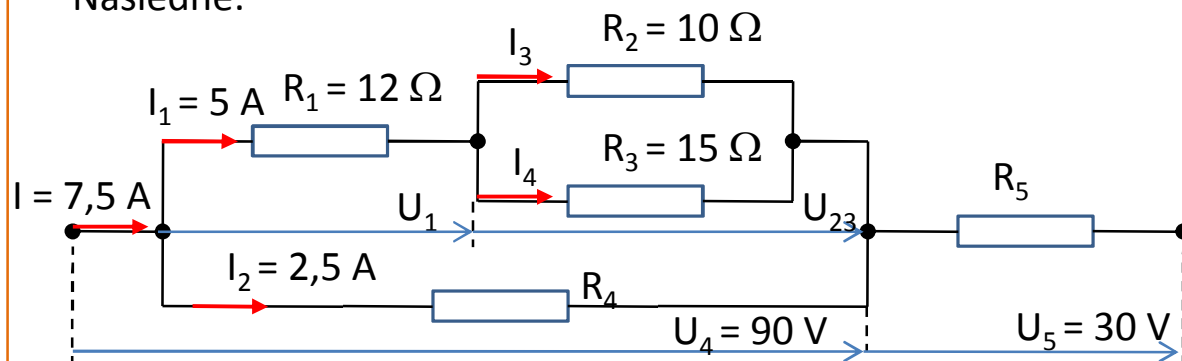 Následne:
I₃
R₂ = 10 Ω
I₁ = 5 A
R₁ = 12 Ω
I₄
R₃ = 15 Ω
I = 7,5 A
U₁
U₂₃
R₅
I₂ = 2,5 A
R₄
U₄ = 90 V
U₅ = 30 V